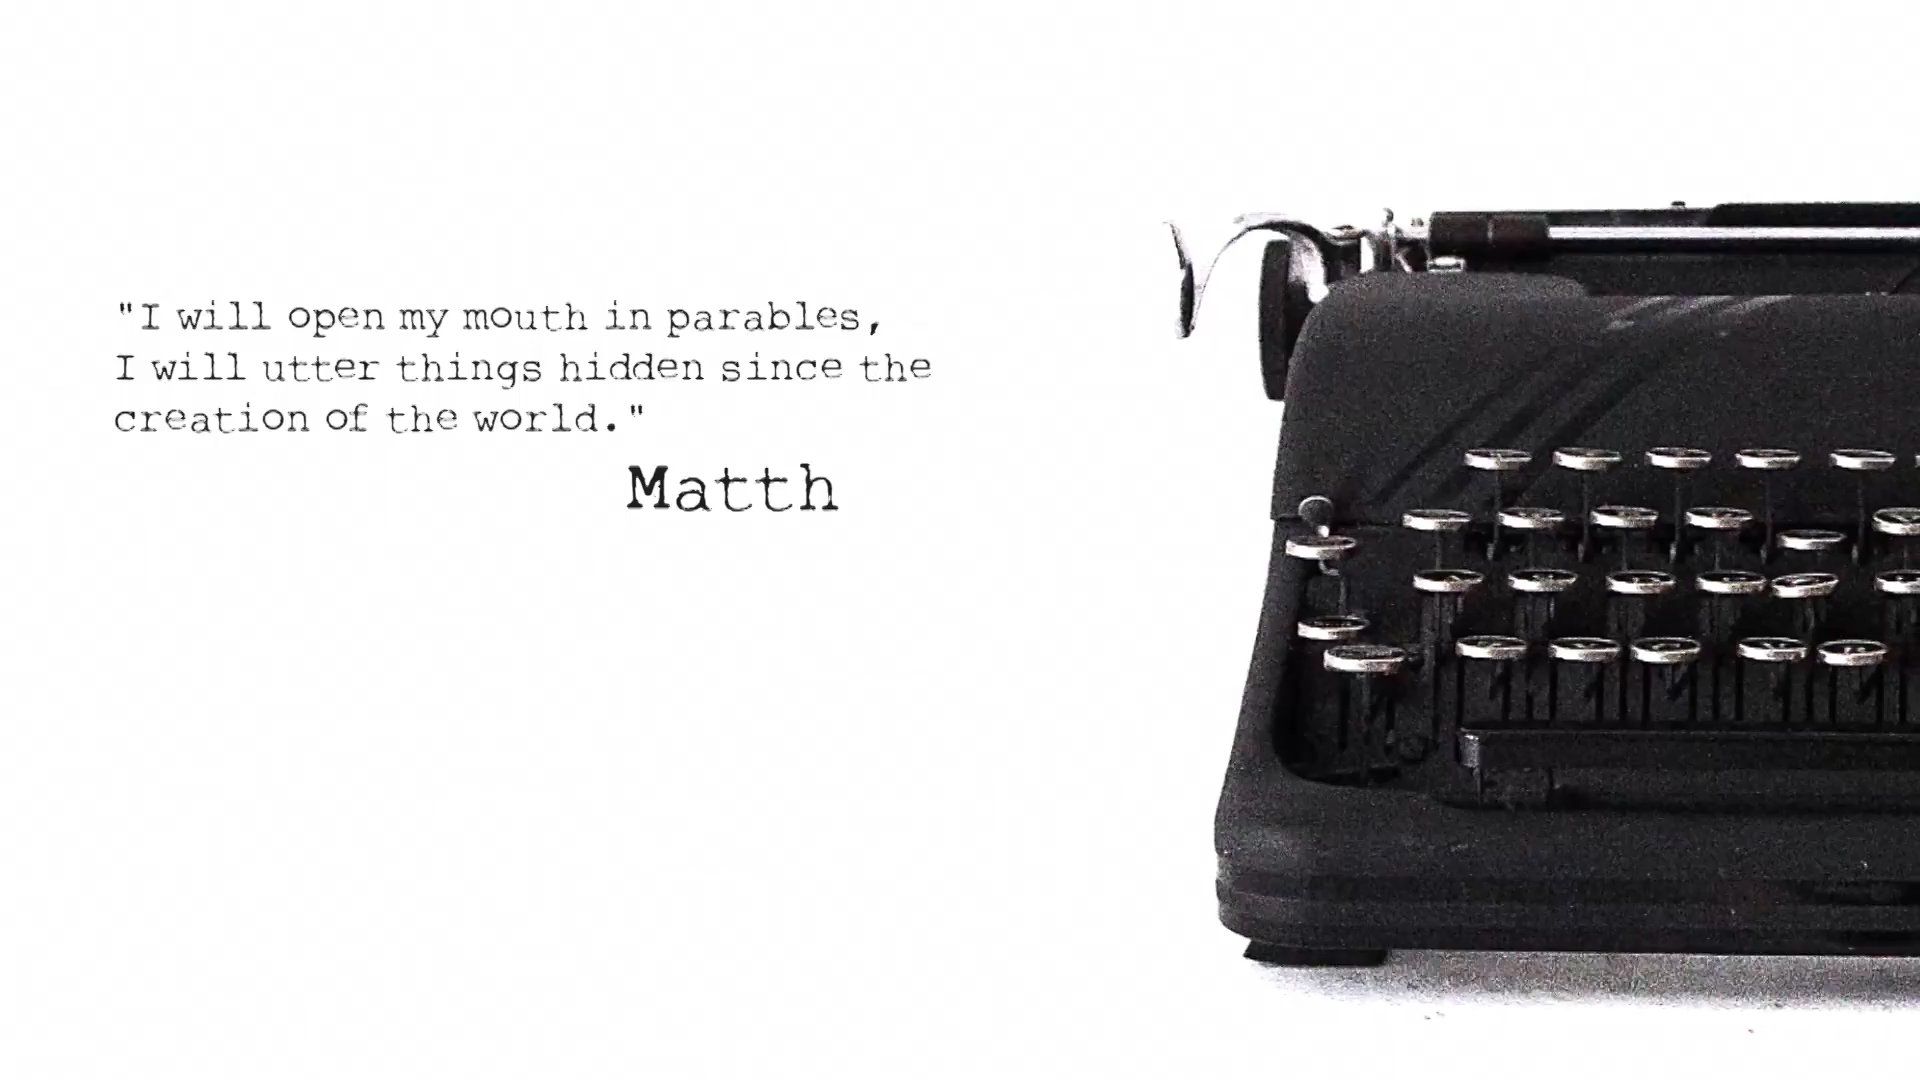 "I will open my mouth in parables,
I will utter things hidden since the
creation of the world."
Matth